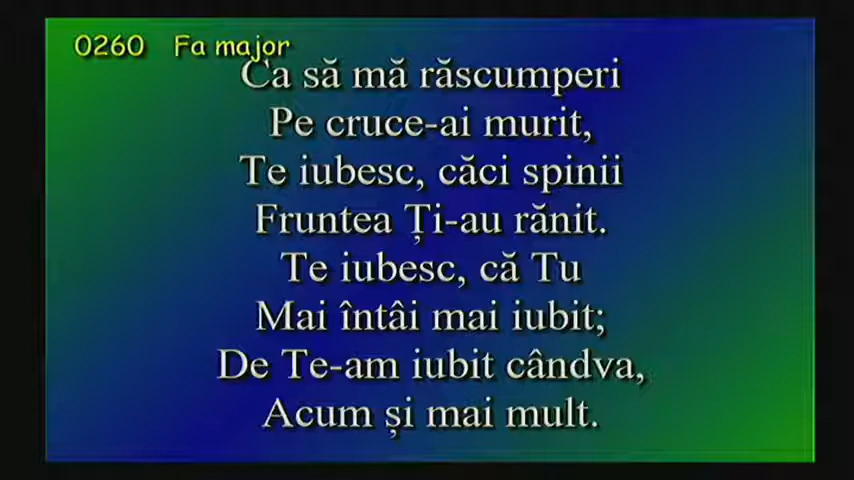 0260 Fa major
Ca să mă răscumperi
Pe cruce-ai murit,
Te iubesc, căci spinii
Fruntea Ți-au rănit.
Te iubesc, că Tu
Mai întâi mai iubit;
De Te-am iubit cândva,
Acum și mai mult.